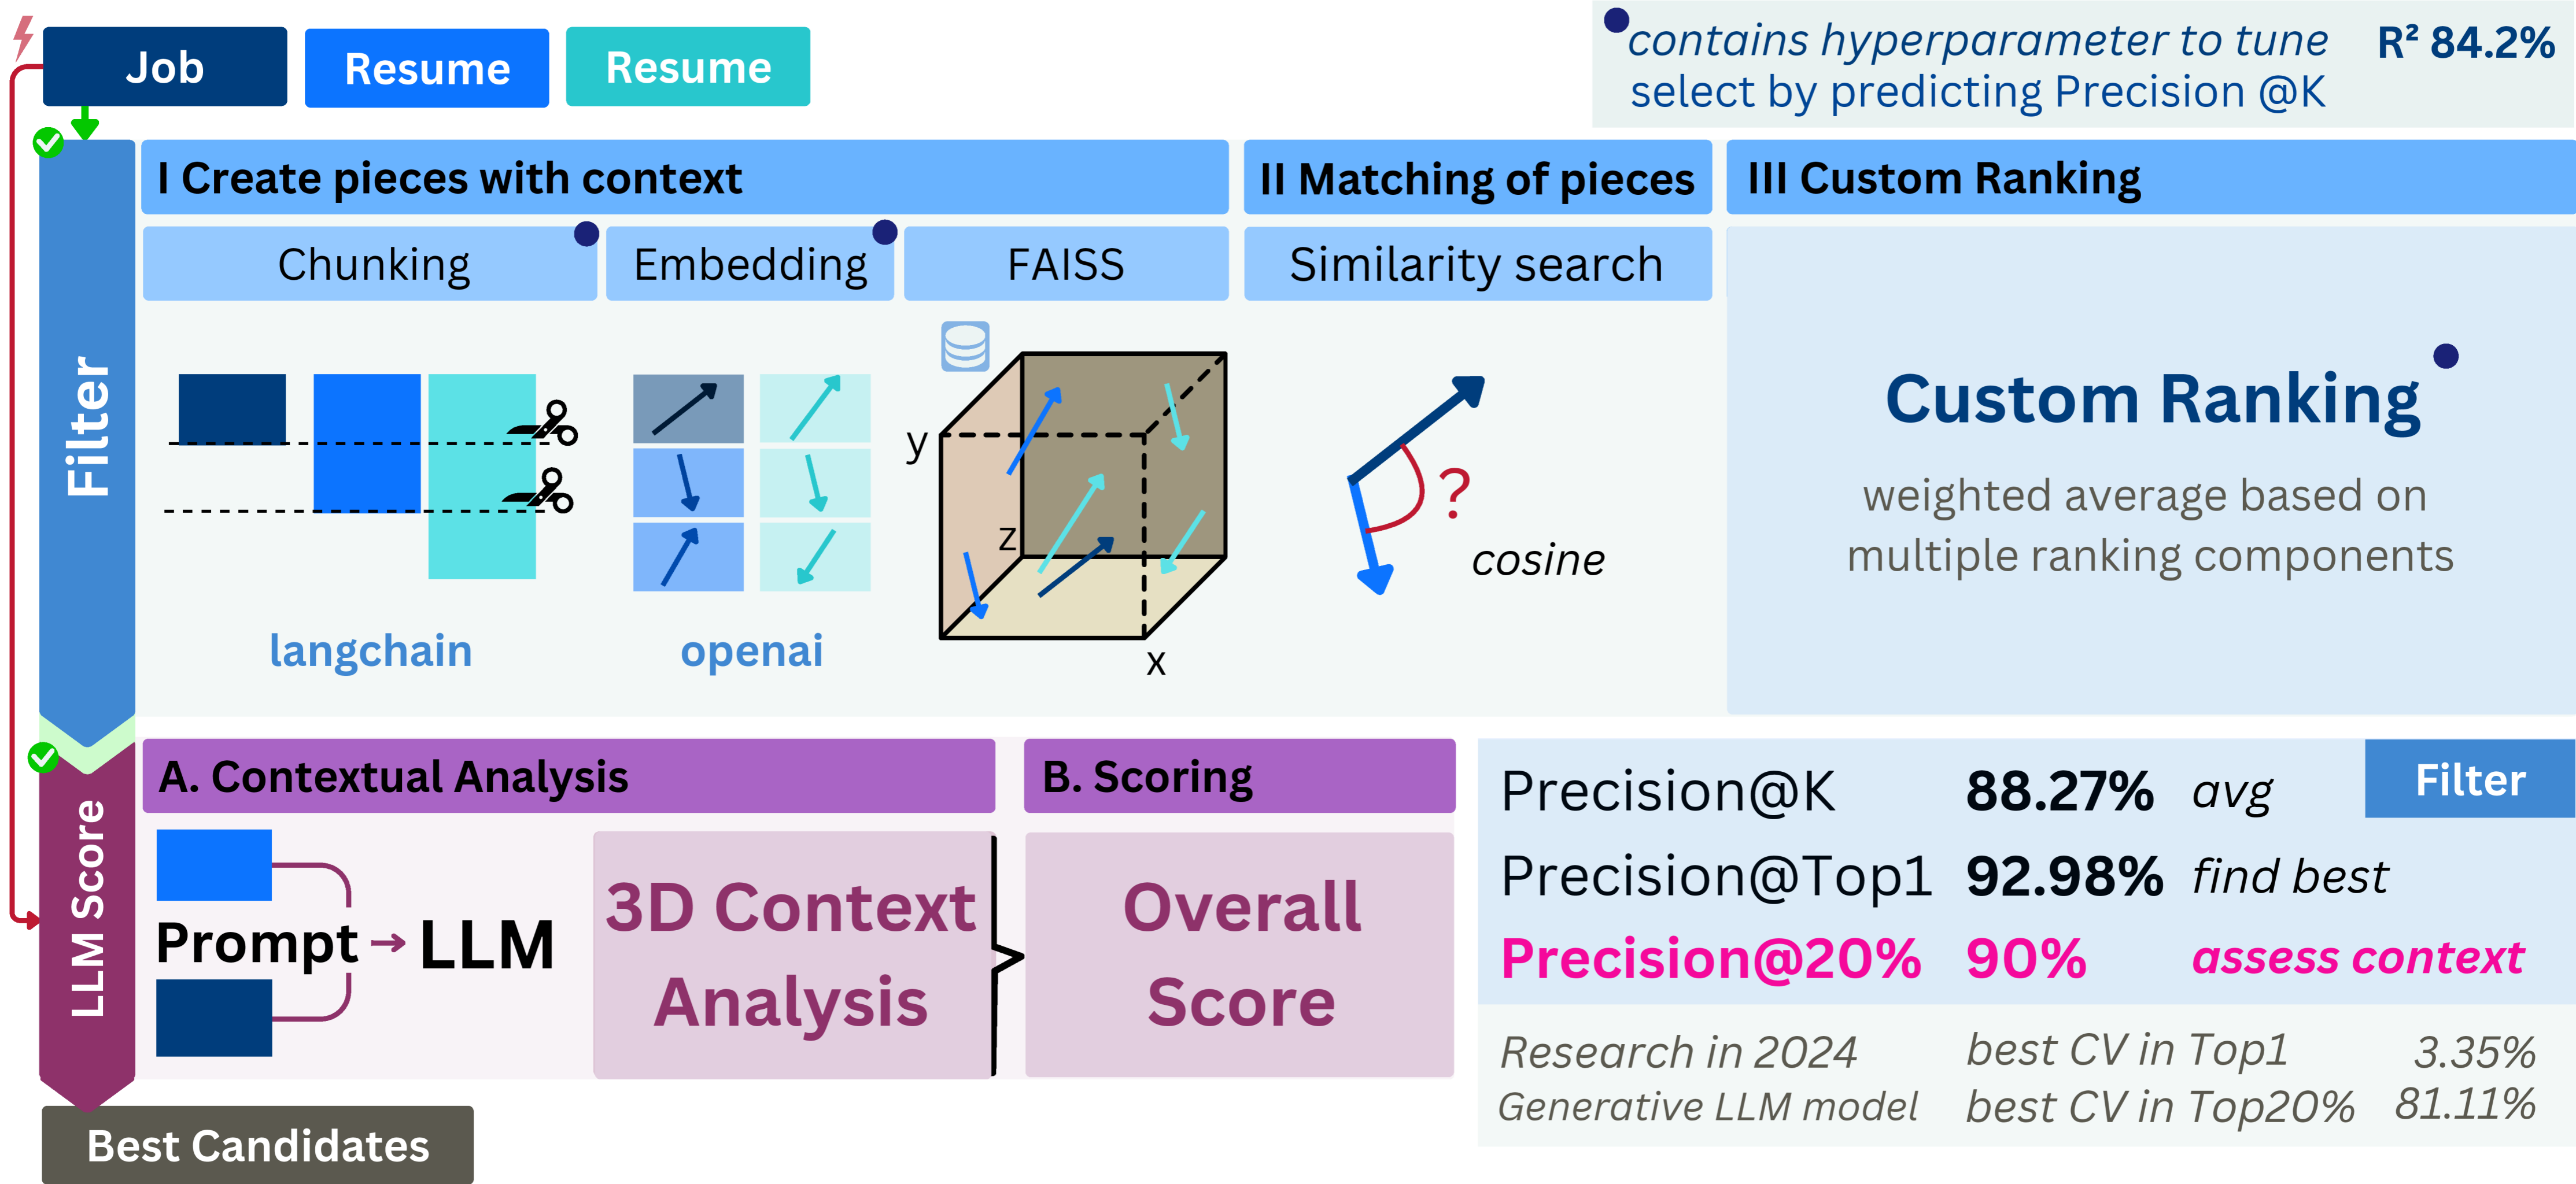 Job
Resume
Resume
contains hyperparameter to tune
R² 84.2%
select by predicting Precision @K
Filter
I Create pieces with context
II Matching of pieces
III Custom Ranking
Chunking
Embedding
FAISS
Similarity search
y
z
x
?
cosine
langchain
openai
Custom Ranking
weighted average based on
multiple ranking components
LLM Score
A. Contextual Analysis
B. Scoring
Prompt → LLM
3D Context
Analysis
Overall
Score
Filter
Precision@K 88.27% avg
Precision@Top1 92.98% find best
Precision@20% 90% assess context
Research in 2024 best CV in Top1 3.35%
Generative LLM model best CV in Top20% 81.11%
Best Candidates